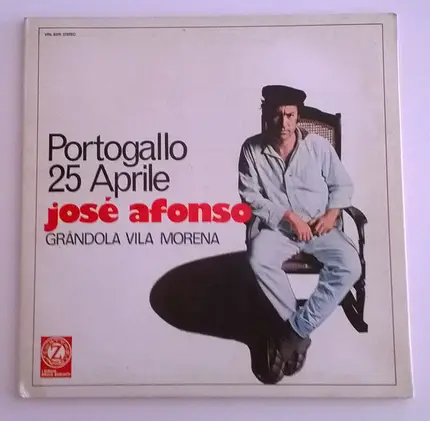 Portogallo
25 Aprile
josé afonso
GRÂNDOLA VILA MORENA
Z